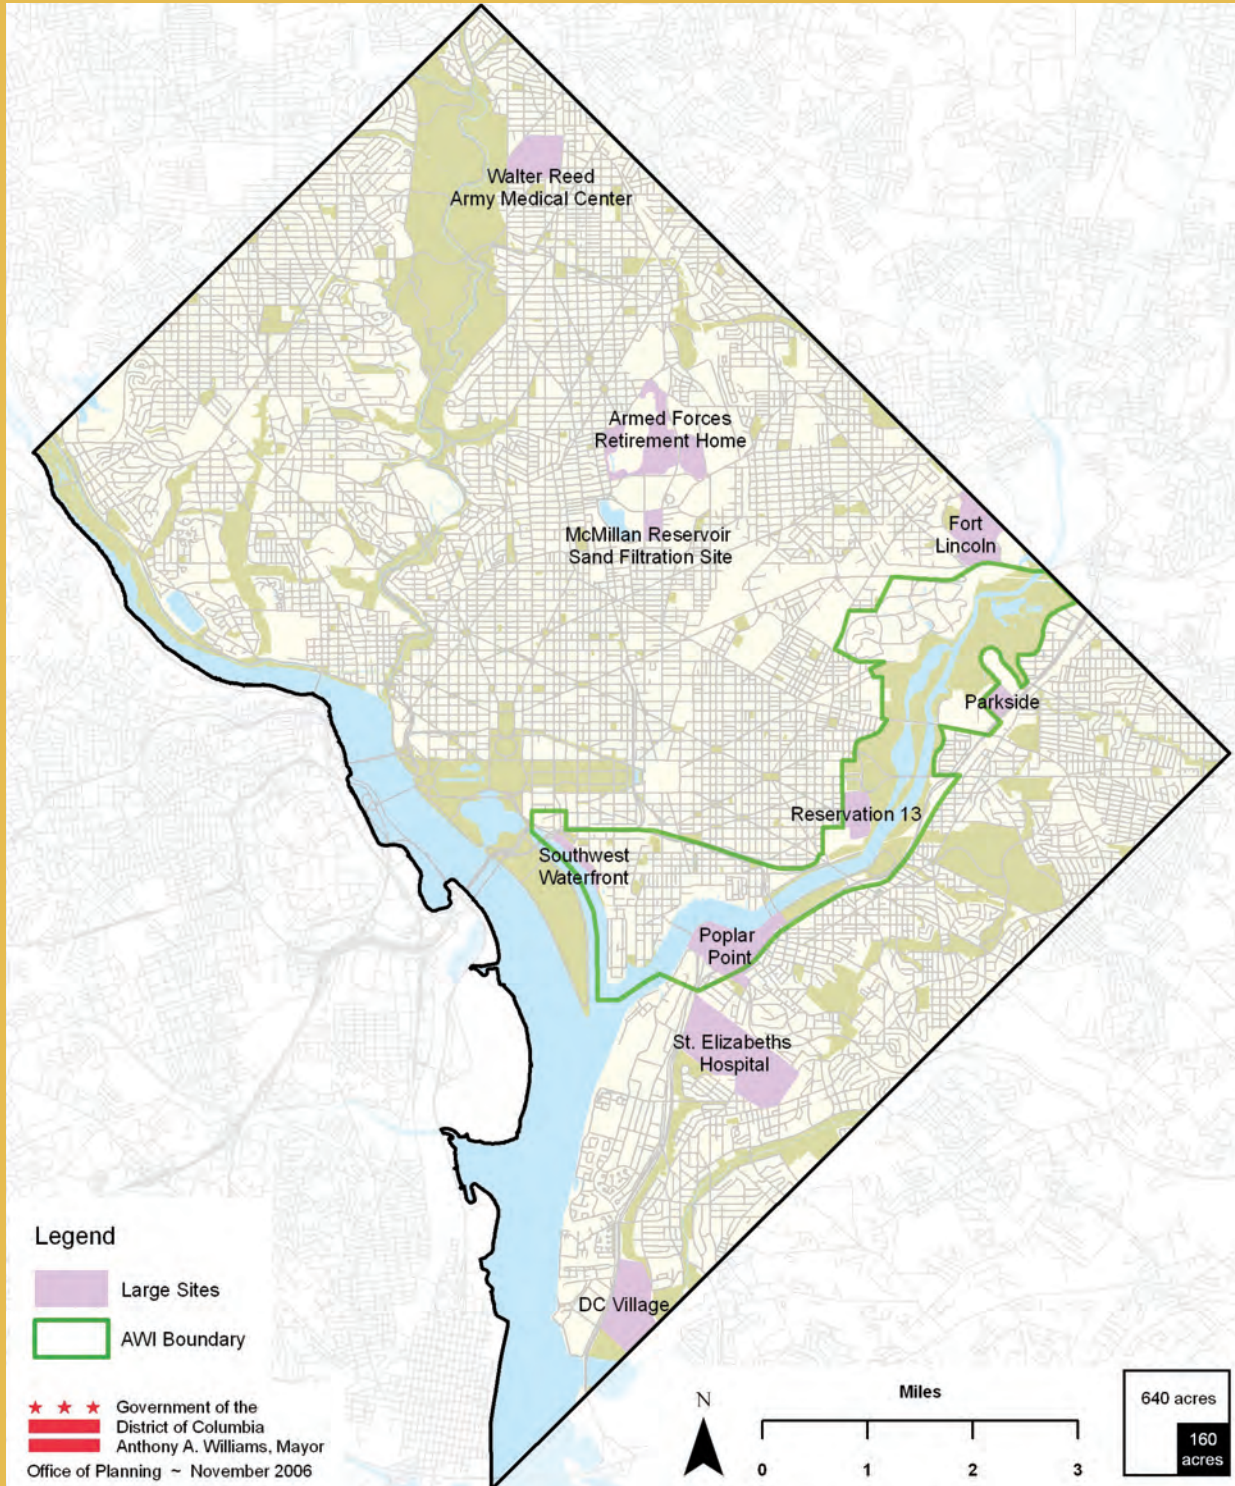 Walter Reed
Army Medical Center
Armed Forces
Retirement Home
McMillan Reservoir
Sand Filtration Site
Fort
Lincoln
Parkside
Reservation 13
Southwest
Waterfront
Poplar
Point
St. Elizabeths
Hospital
DC Village
Legend
Large Sites
AWI Boundary
Government of the
District of Columbia
Anthony A. Williams, Mayor
Office of Planning ~ November 2006
N
Miles
0 1 2 3
640 acres
160
acres